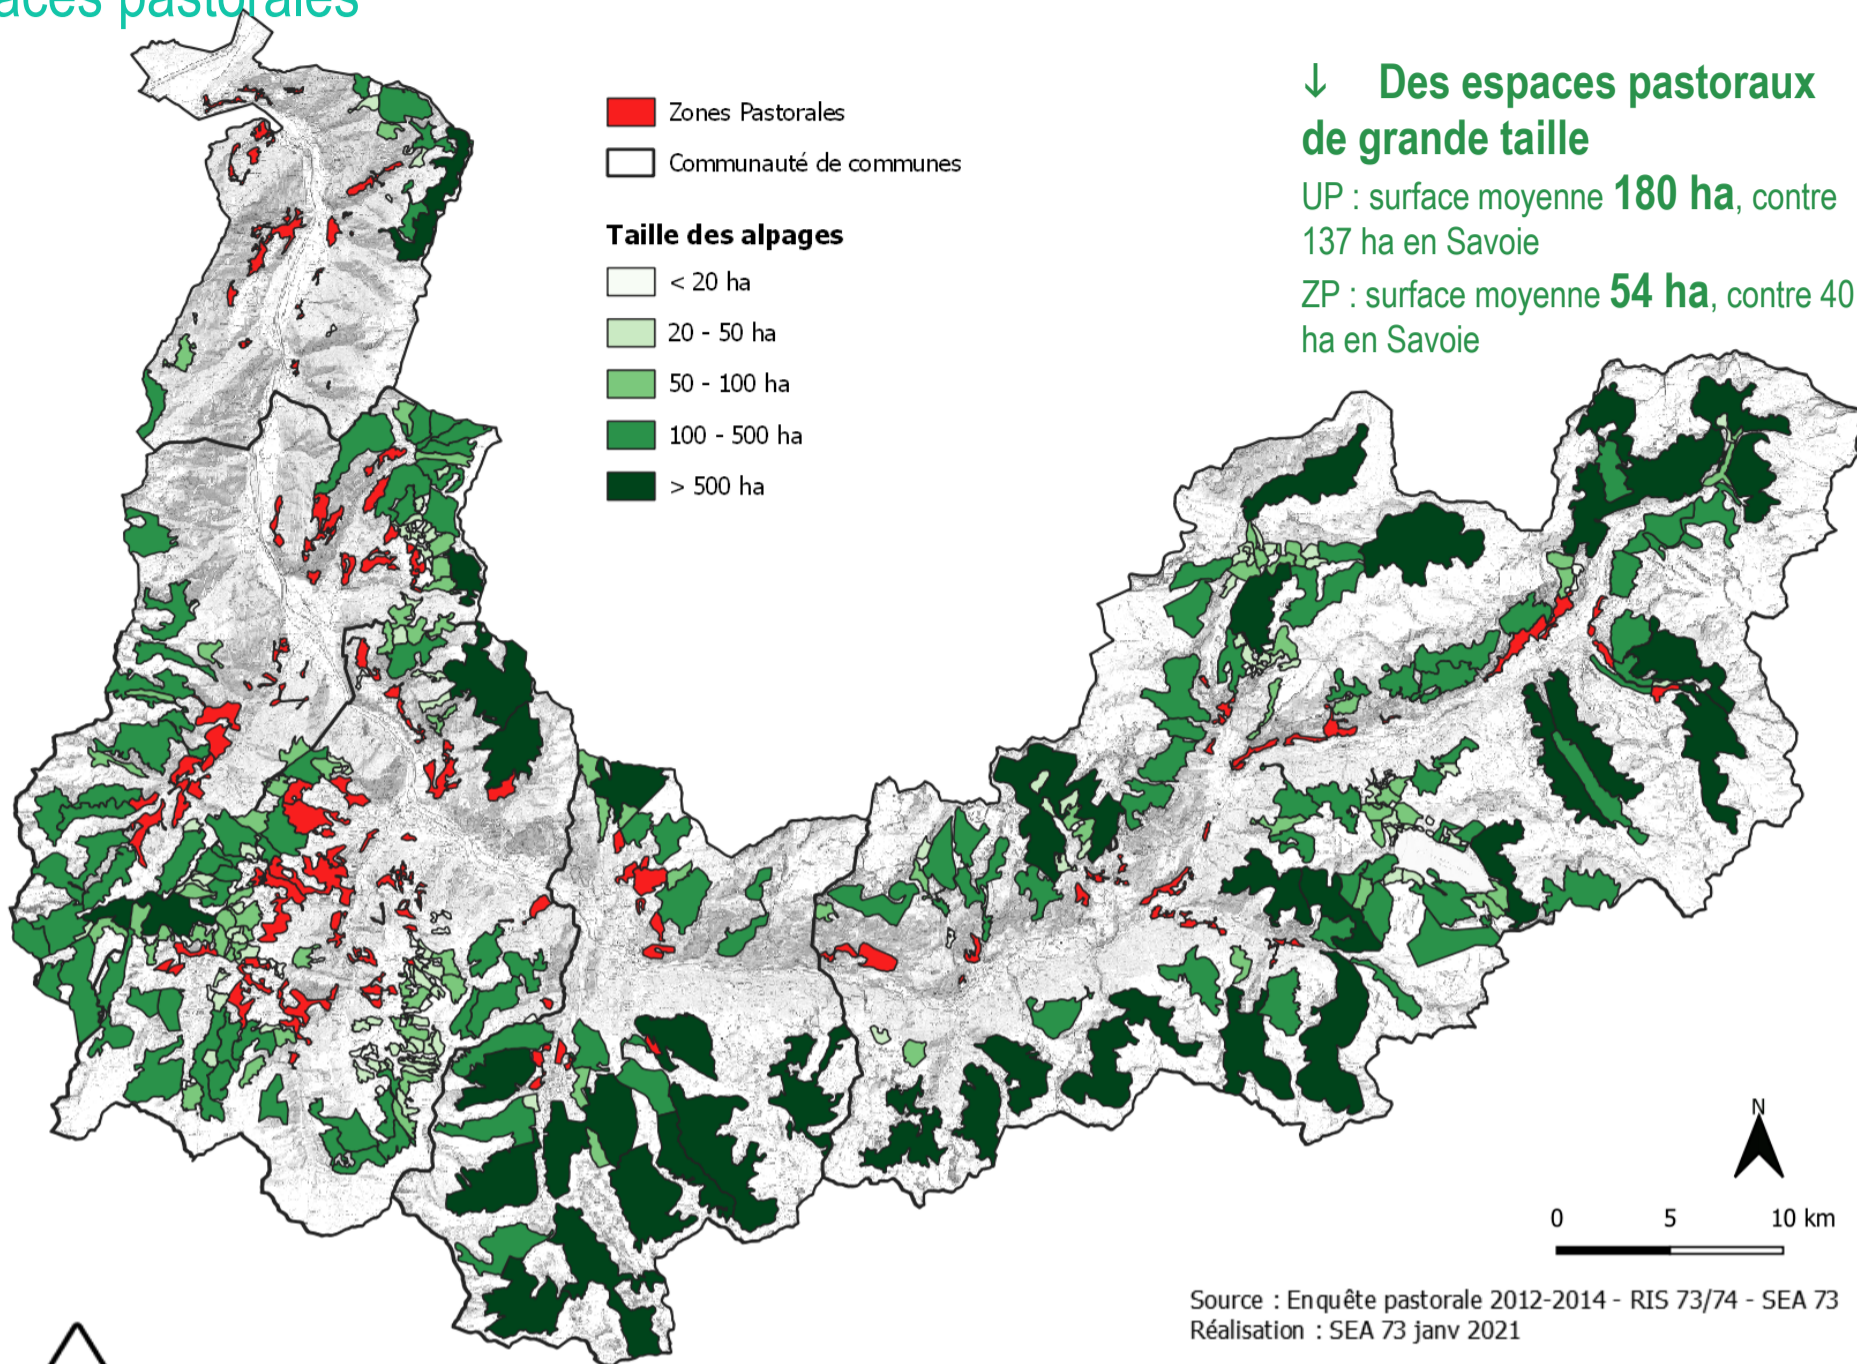 pastorales
Zones Pastorales
Communauté de communes
Taille des alpages
< 20 ha
20 - 50 ha
50 - 100 ha
100 - 500 ha
> 500 ha
↓ Des espaces pastoraux
de grande taille
UP : surface moyenne 180 ha, contre
137 ha en Savoie
ZP : surface moyenne 54 ha, contre 40
ha en Savoie
N
0 5 10 km
Source : Enquête pastorale 2012-2014 - RIS 73/74 - SEA 73
Réalisation : SEA 73 janv 2021